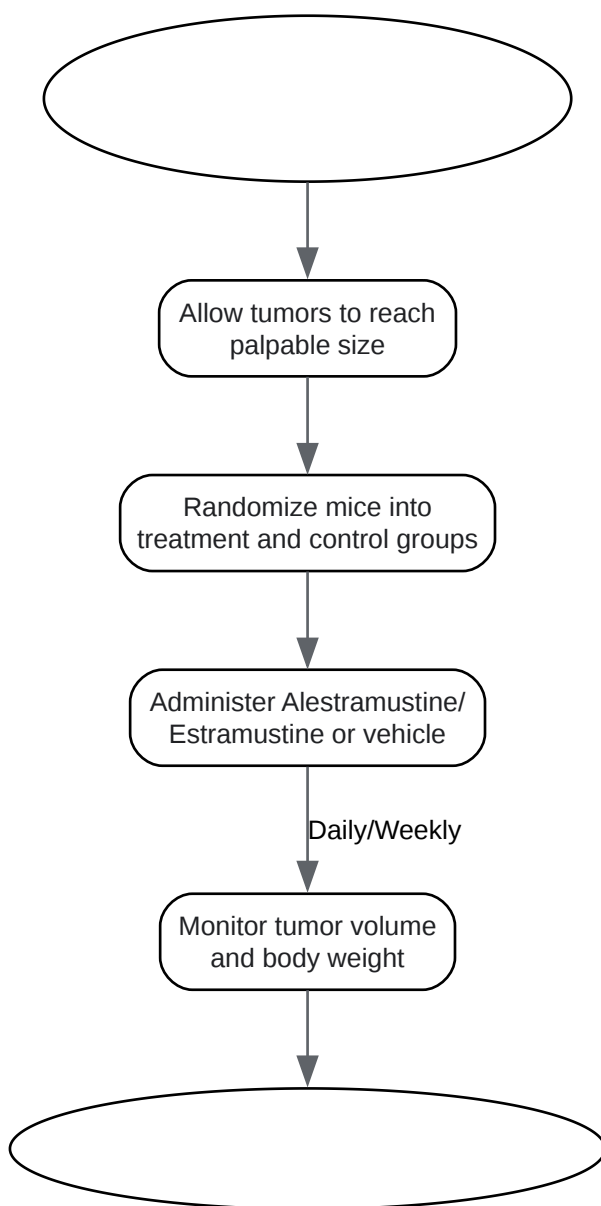 Allow tumors to reach
palpable size
Randomize mice into
treatment and control groups
Administer Alestramustine/
Estramustine or vehicle
Daily/Weekly
Monitor tumor volume
and body weight